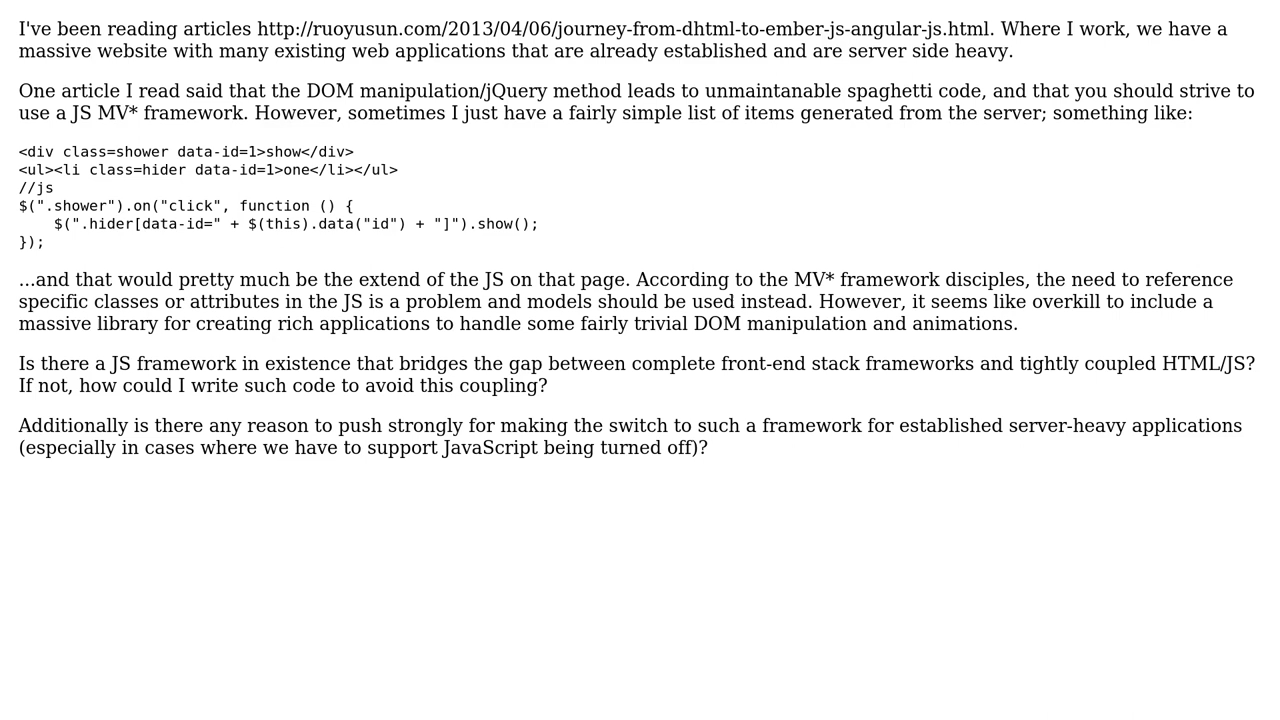 I've been reading articles http://ruoyusun.com/2013/04/06/journey-from-dhtml-to-ember-js-angular-js.html. Where I work, we have a
massive website with many existing web applications that are already established and are server side heavy.
One article I read said that the DOM manipulation/jQuery method leads to unmaintanable spaghetti code, and that you should strive to
use a JS MV* framework. However, sometimes I just have a fairly simple list of items generated from the server; something like:
<div class=shower data-id=1>show</div>
<ul><li class=hider data-id=1>one</li></ul>
//js
$(".shower").on("click", function () {
    $(".hider[data-id=" + $(this).data("id") + "]").show();
});
...and that would pretty much be the extend of the JS on that page. According to the MV* framework disciples, the need to reference
specific classes or attributes in the JS is a problem and models should be used instead. However, it seems like overkill to include a
massive library for creating rich applications to handle some fairly trivial DOM manipulation and animations.
Is there a JS framework in existence that bridges the gap between complete front-end stack frameworks and tightly coupled HTML/JS?
If not, how could I write such code to avoid this coupling?
Additionally is there any reason to push strongly for making the switch to such a framework for established server-heavy applications
(especially in cases where we have to support JavaScript being turned off)?